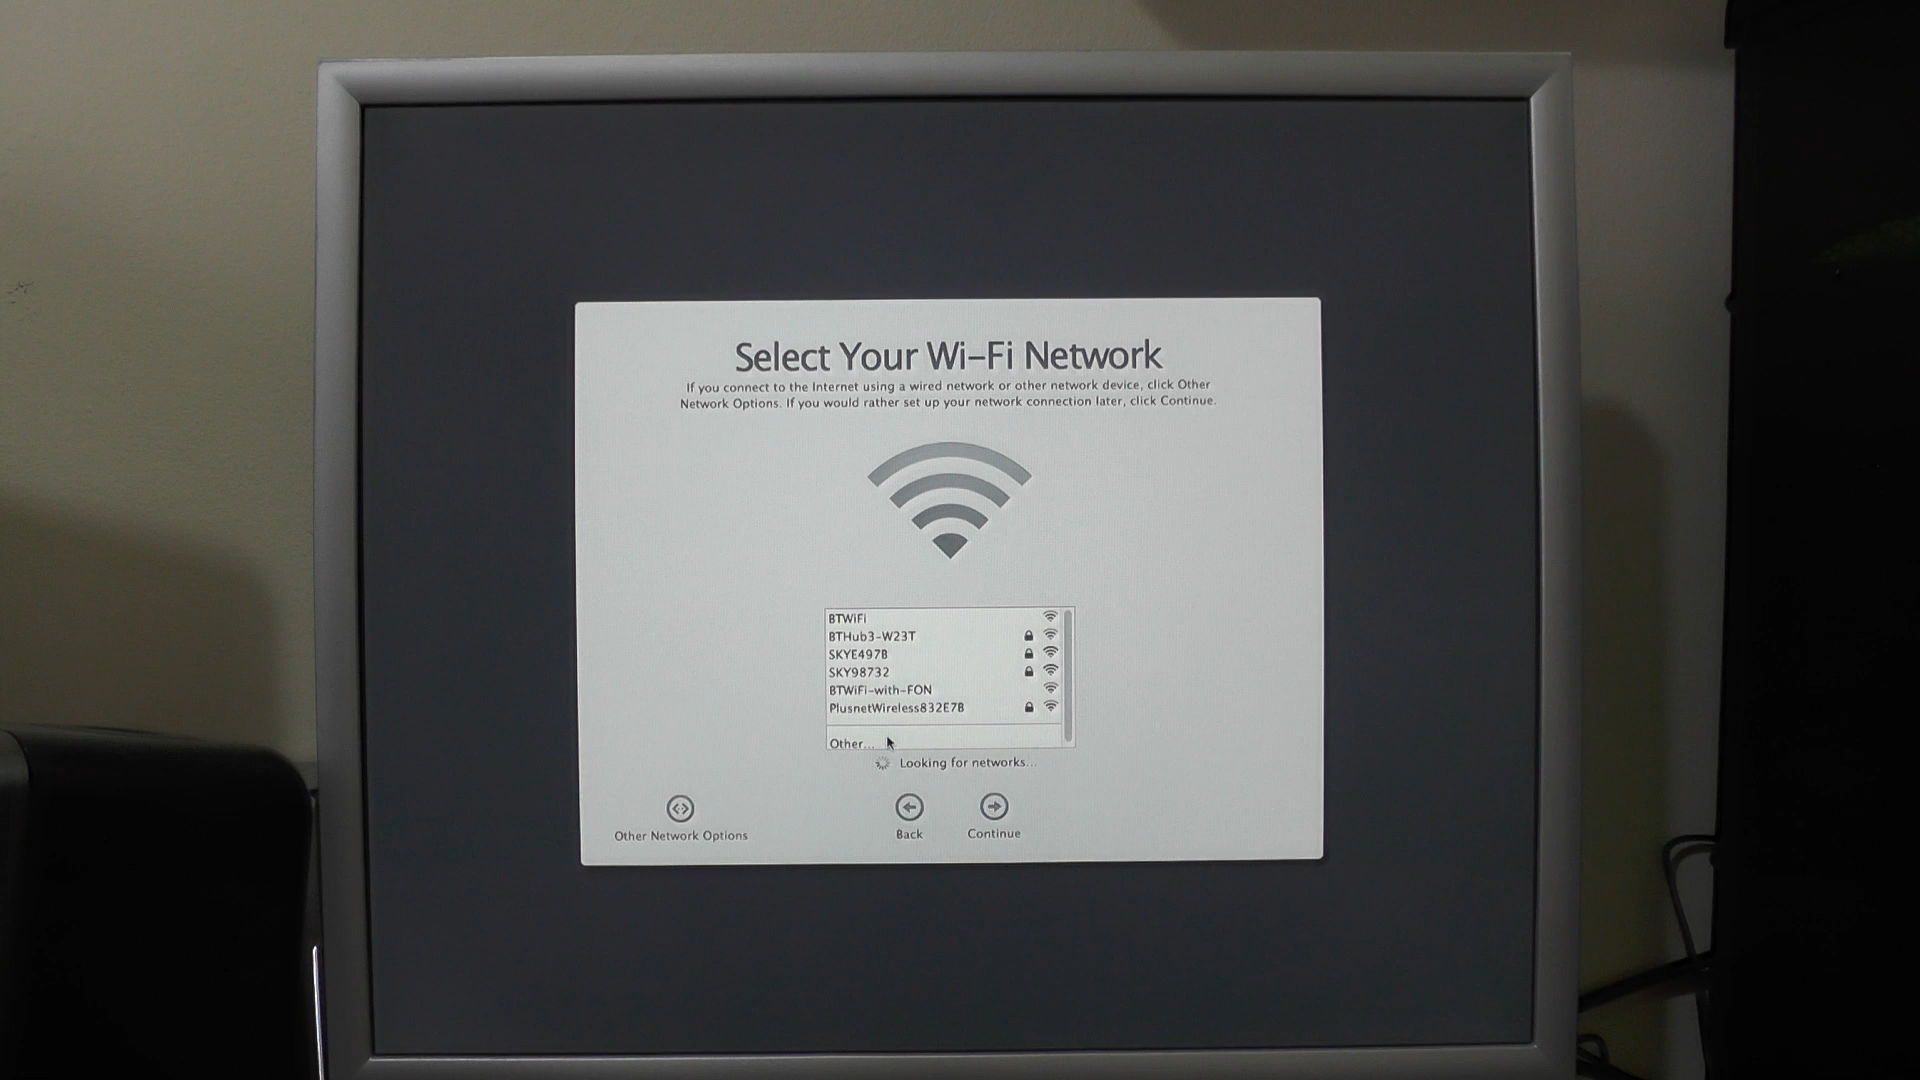 Select Your Wi-Fi Network
If you connect to the Internet using a wired network or other network device, click Other
Network Options. If you would rather set up your network connection later, click Continue.
BTWiFi
BTHub3-W23T
SKYE497B
SKY98732
BTWiFi-with-FON
PlusnetWireless832E7B
Other...
Looking for networks...
Other Network Options
Back
Continue